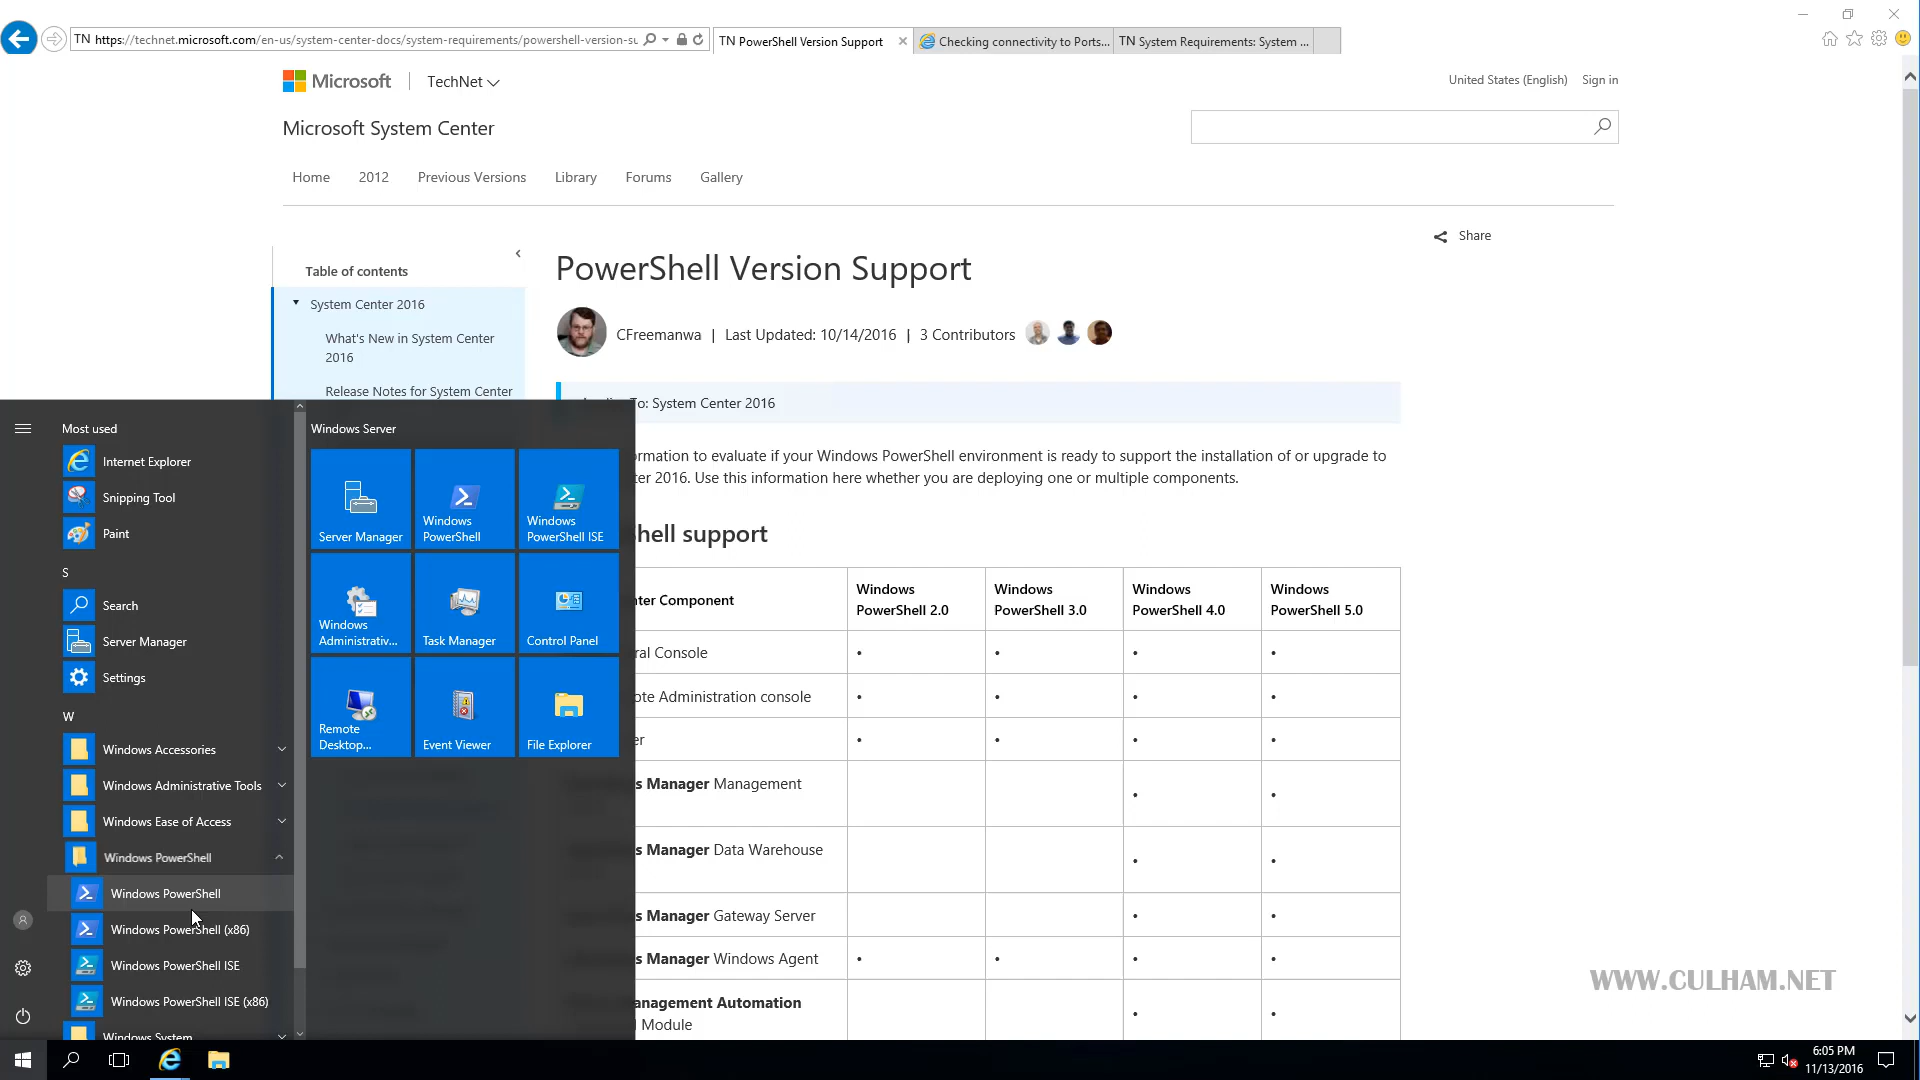 TN https://technet.microsoft.com/en-us/system-center-docs/system-requirements/powershell-version-su
TN PowerShell Version Support
Checking connectivity to Ports...
TN System Requirements: System ...
Microsoft
TechNet
United States (English)
Sign in
Microsoft System Center
Home
2012
Previous Versions
Library
Forums
Gallery
Share
Table of contents
System Center 2016
What's New in System Center
2016
Release Notes for System Center
PowerShell Version Support
CFreemanwa | Last Updated: 10/14/2016 | 3 Contributors
To: System Center 2016
to evaluate if your Windows PowerShell environment is ready to support the installation of or upgrade to
2016. Use this information here whether you are deploying one or multiple components.
support
Component
Windows
PowerShell 2.0
Windows
PowerShell 3.0
Windows
PowerShell 4.0
Windows
PowerShell 5.0
Console
• • • •
Administration console
• • • •
• • • •
Manager Management
• •
Manager Data Warehouse
• •
Manager Gateway Server
• •
Manager Windows Agent
• • • •
Automation
Module
• •
Most used
Internet Explorer
Snipping Tool
Paint
S
Search
Server Manager
Settings
W
Windows Accessories
Windows Administrative Tools
Windows Ease of Access
Windows PowerShell
Windows PowerShell
Windows PowerShell (x86)
Windows PowerShell ISE
Windows PowerShell ISE (x86)
Windows System
Windows Server
Server Manager
Windows
PowerShell
Windows
PowerShell ISE
Windows
Administrativ...
Task Manager
Control Panel
Remote
Desktop...
Event Viewer
File Explorer
WWW.CULHAM.NET
6:05 PM
11/13/2016